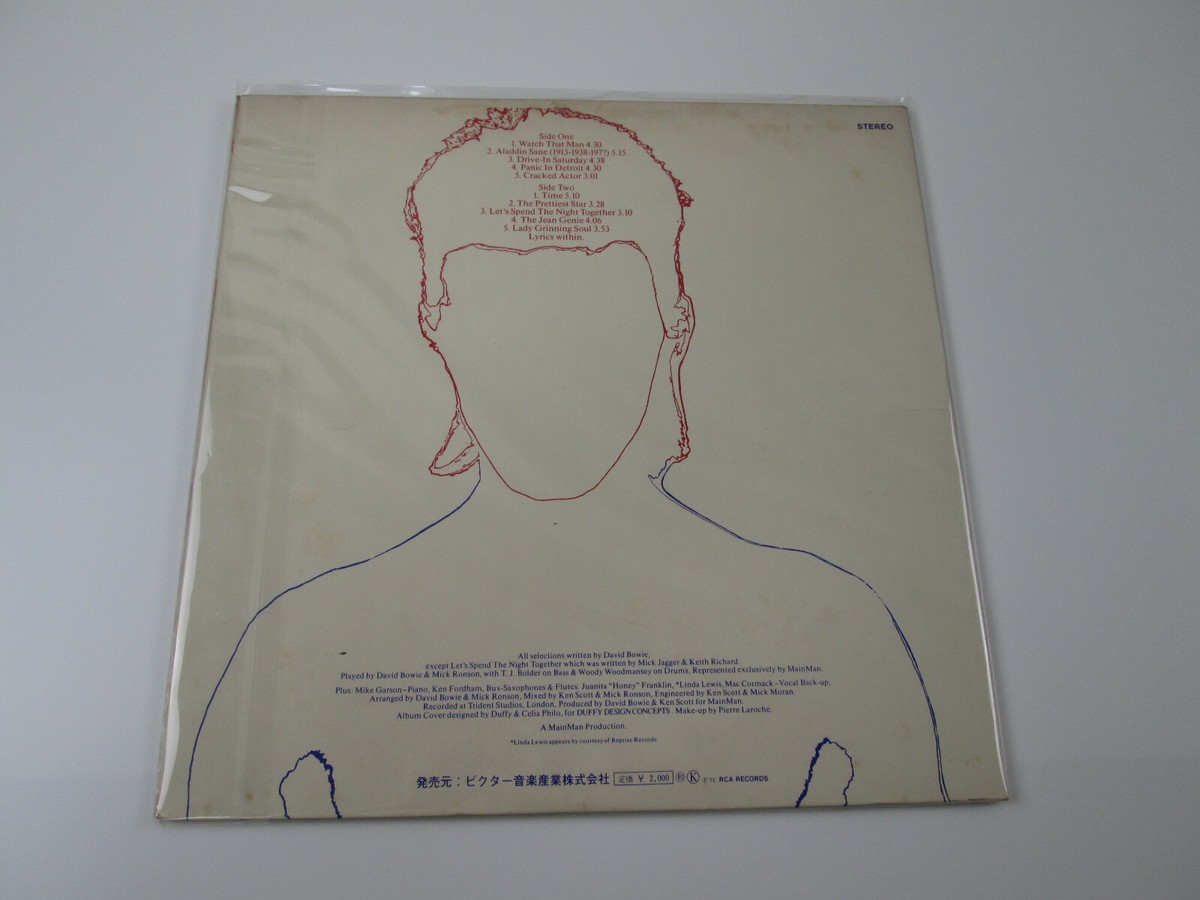 STEREO
Side One
1. Watch That Man 4.30
2. Aladdin Sane (1913-1938-197?) 5.15
3. Drive-In Saturday 4.38
4. Panic In Detroit 4.30
5. Cracked Actor 3.01
Side Two
1. Time 5.10
2. The Prettiest Star 3.28
3. Let's Spend The Night Together 3.10
4. The Jean Genie 4.06
5. Lady Grinning Soul 3.53
Lyrics within.
All selections written by David Bowie,
except Let's Spend The Night Together which was written by Mick Jagger & Keith Richard.
Played by David Bowie & Mick Ronson, with T. J. Bolder on Bass & Woody Woodmansey on Drums. Represented exclusively by MainMan.
Plus: Mike Garson–Piano, Ken Fordham, Bux-Saxophones & Flutes. Juanita "Honey" Franklin, *Linda Lewis, Mac Cormack–Vocal Back-up.
Arranged by David Bowie & Mick Ronson, Mixed by Ken Scott & Mick Ronson, Engineered by Ken Scott & Mick Moran.
Recorded at Trident Studios, London, Produced by David Bowie & Ken Scott for MainMan.
Album Cover designed by Duffy & Celia Philo, for DUFFY DESIGN CONCEPTS. Make-up by Pierre Laroche.
A MainMan Production.
*Linda Lewis appears by courtesy of Reprise Records.
発売元：ビクター音楽産業株式会社 定価 ¥ 2,000 Ⓚ ℗'73 RCA RECORDS